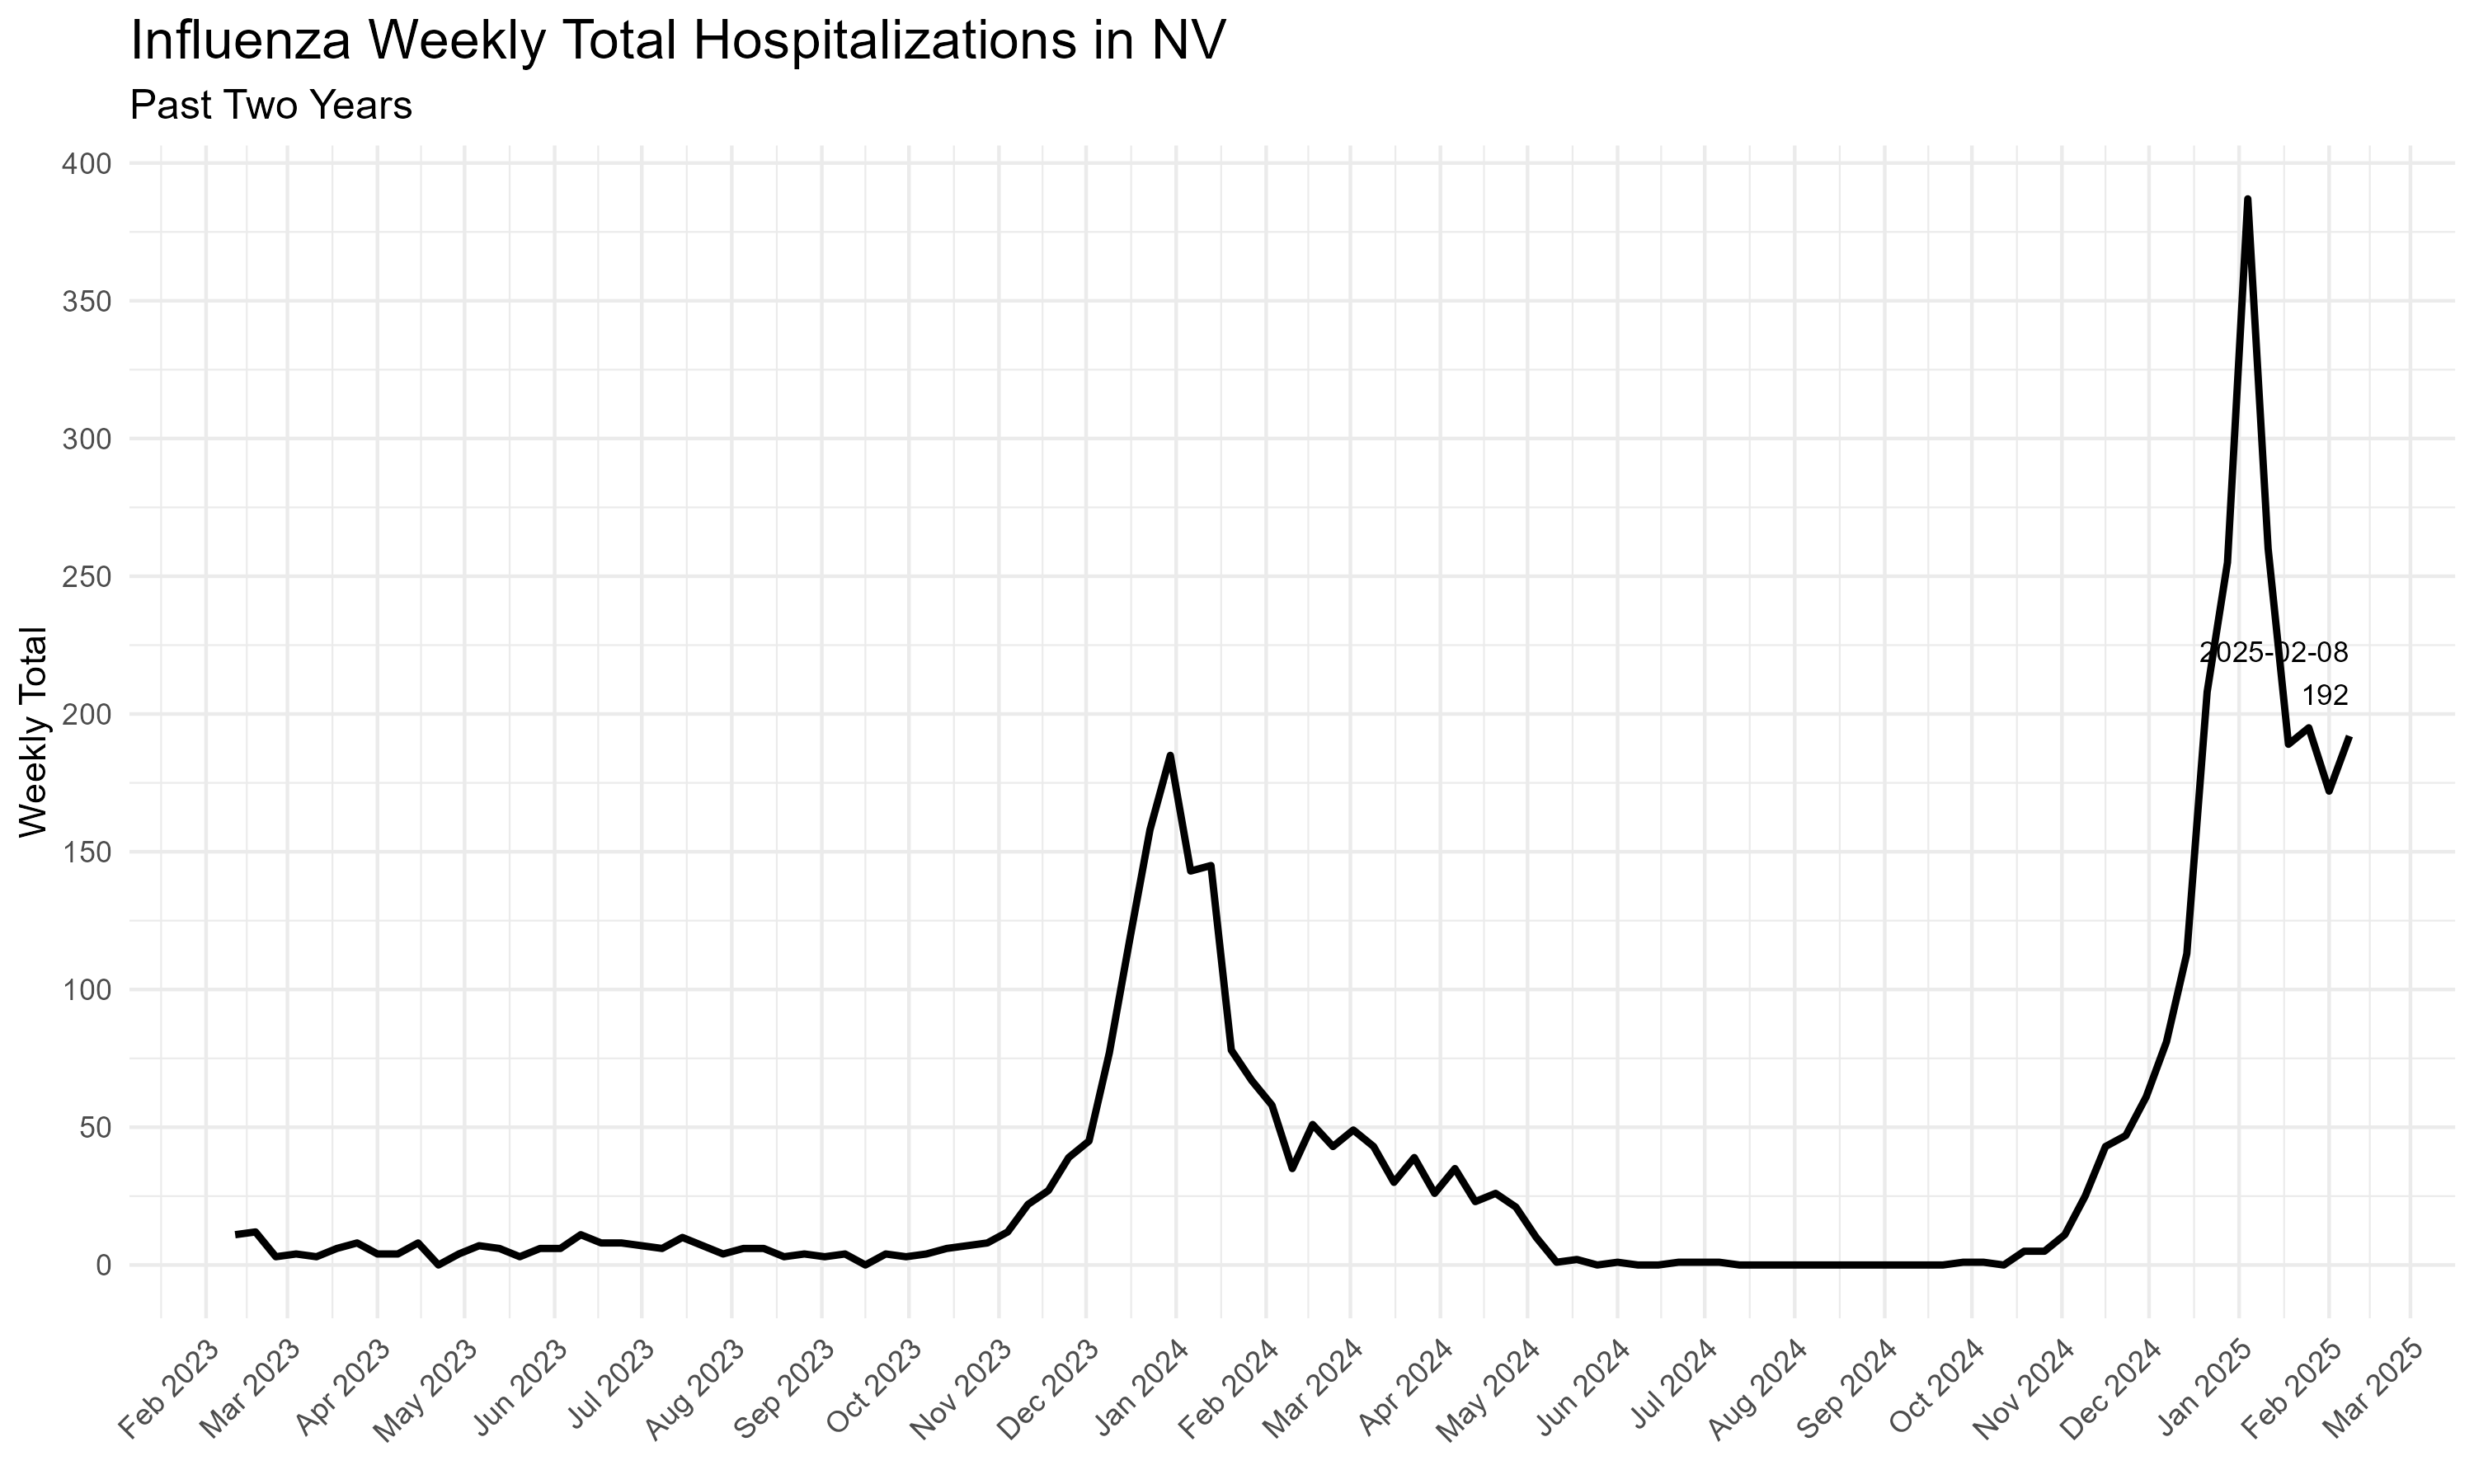 Influenza Weekly Total Hospitalizations in NV
Past Two Years
Weekly Total
400
350
300
250
200
150
100
50
0
2025-02-08
192
Feb 2023
Mar 2023
Apr 2023
May 2023
Jun 2023
Jul 2023
Aug 2023
Sep 2023
Oct 2023
Nov 2023
Dec 2023
Jan 2024
Feb 2024
Mar 2024
Apr 2024
May 2024
Jun 2024
Jul 2024
Aug 2024
Sep 2024
Oct 2024
Nov 2024
Dec 2024
Jan 2025
Feb 2025
Mar 2025